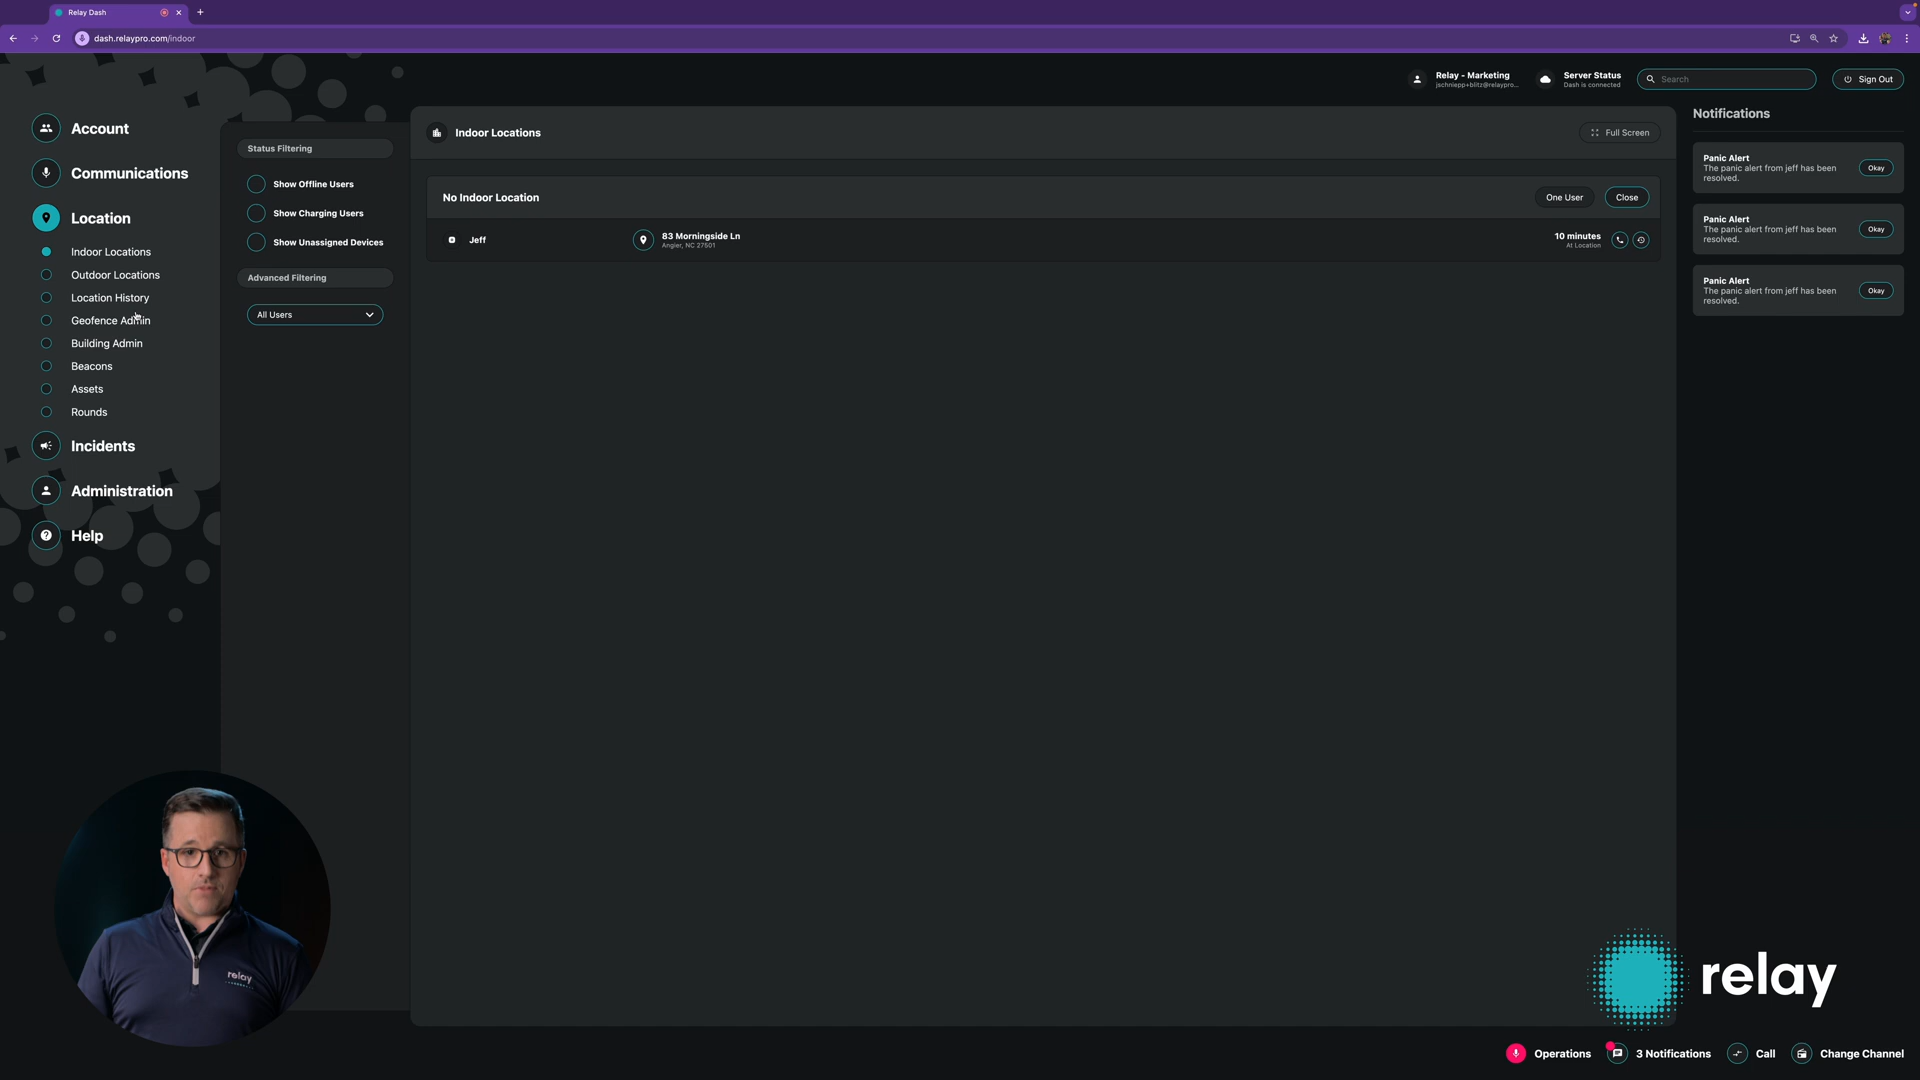 Relay Dash
dash.relaypro.com/indoor
Relay - Marketing
jschniepp+blitz@relaypro...
Server Status
Dash is connected
Search
Sign Out
Account
Communications
Location
Indoor Locations
Outdoor Locations
Location History
Geofence Admin
Building Admin
Beacons
Assets
Rounds
Incidents
Administration
Help
Status Filtering
Show Offline Users
Show Charging Users
Show Unassigned Devices
Advanced Filtering
All Users
Indoor Locations
Full Screen
No Indoor Location
One User
Close
Jeff
83 Morningside Ln
Angier, NC 27501
10 minutes
At Location
Notifications
Panic Alert
The panic alert from jeff has been
resolved.
Okay
Panic Alert
The panic alert from jeff has been
resolved.
Okay
Panic Alert
The panic alert from jeff has been
resolved.
Okay
relay
relay
Operations
3 Notifications
Call
Change Channel